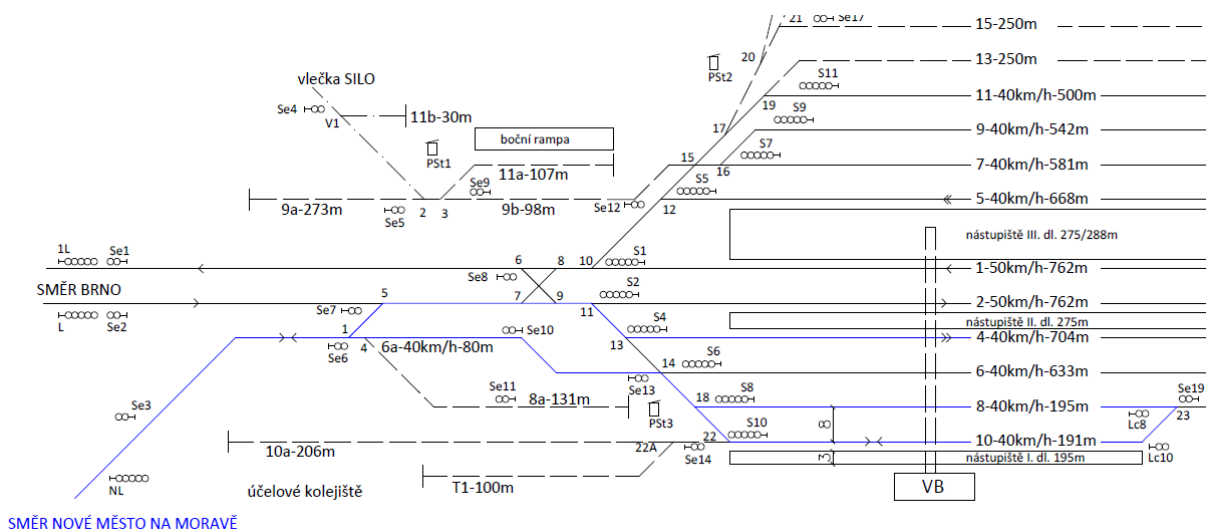 21 Se17
15-250m
20
PSt2
13-250m
vlečka SILO
S11
Se4
V1
11b-30m
19
11-40km/h-500m
S9
17
9-40km/h-542m
boční rampa
PSt1
S7
15
16
7-40km/h-581m
11a-107m
Se9
S5
9a-273m
Se5
2
3
9b-98m
Se12
12
5-40km/h-668m
nástupiště III. dl. 275/288m
1L
Se1
6
8
10
S1
Se8
1-50km/h-762m
SMĚR BRNO
5
7
9
S2
11
2-50km/h-762m
L
Se2
Se7
nástupiště II. dl. 275m
1
4
Se10
S4
13
4-40km/h-704m
Se6
6a-40km/h-80m
14
S6
6-40km/h-633m
Se13
Se11
8a-131m
Se3
PSt3
18
S8
8-40km/h-195m
Se19
23
Lc8
8
22
S10
10-40km/h-191m
10a-206m
22A
Se14
3
nástupiště I. dl. 195m
Lc10
NL
účelové kolejiště
T1-100m
VB
SMĚR NOVÉ MĚSTO NA MORAVĚ